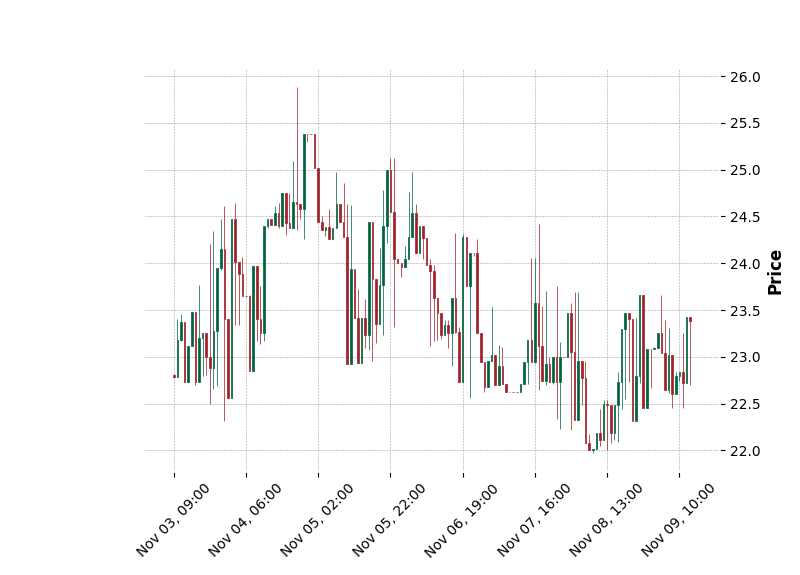 26.0
25.5
25.0
24.5
24.0
23.5
23.0
22.5
22.0
Price
Nov 03, 09:00
Nov 04, 06:00
Nov 05, 02:00
Nov 05, 22:00
Nov 06, 19:00
Nov 07, 16:00
Nov 08, 13:00
Nov 09, 10:00